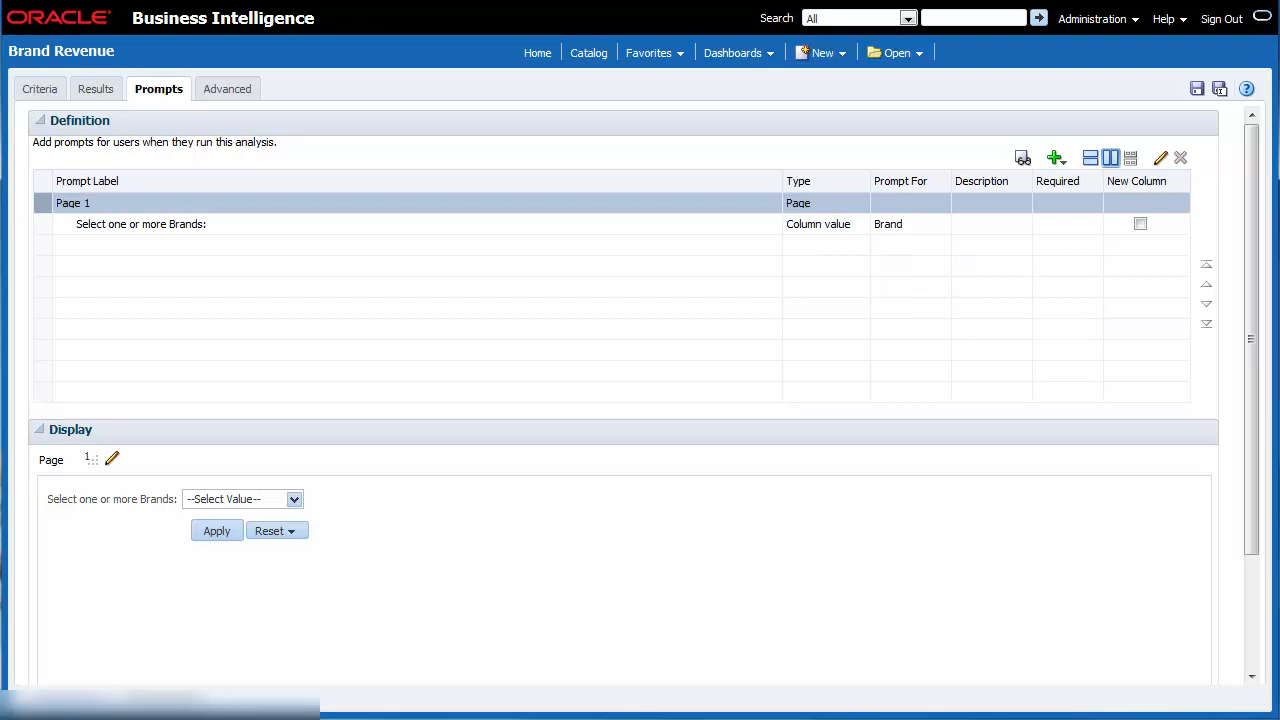 ORACLE Business Intelligence Search All Administration Help Sign Out
Brand Revenue Home Catalog Favorites Dashboards New Open
Criteria Results Prompts Advanced
Definition
Add prompts for users when they run this analysis.
Prompt Label Type Prompt For Description Required New Column
Page 1 Page
Select one or more Brands: Column value Brand
Display
Page 1
Select one or more Brands: --Select Value--
Apply Reset